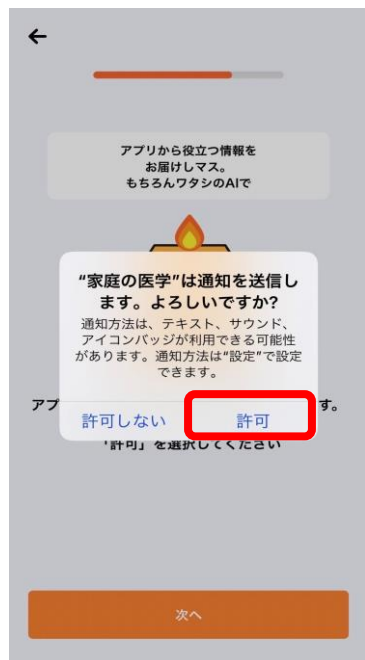 アプリから役立つ情報を
お届けしマス。
もちろんワタシのAIで
“家庭の医学”は通知を送信し
ます。よろしいですか?
通知方法は、テキスト、サウンド、
アイコンバッジが利用できる可能性
があります。通知方法は“設定”で設定
できます。
アプ
す。
許可しない
許可
「許可」を選択してください
次へ